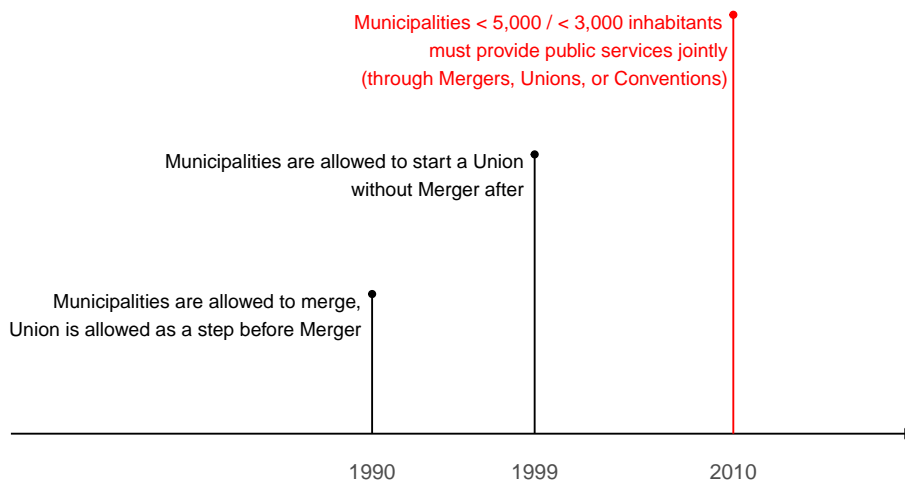 Municipalities < 5,000 / < 3,000 inhabitants
must provide public services jointly
(through Mergers, Unions, or Conventions)
Municipalities are allowed to start a Union
without Merger after
Municipalities are allowed to merge,
Union is allowed as a step before Merger
1990 1999 2010